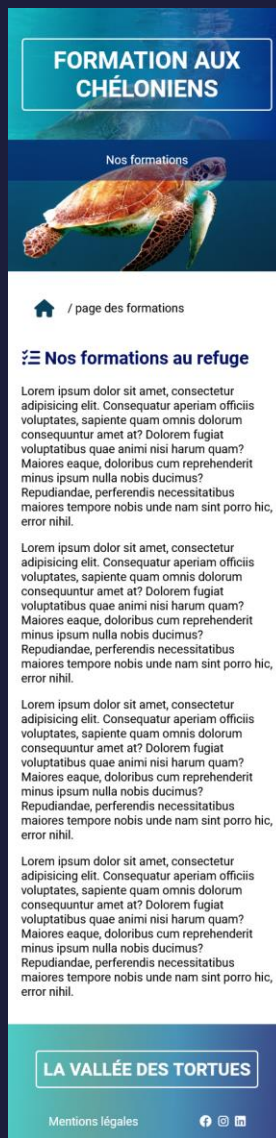 FORMATION AUX
CHÉLONIENS
Nos formations
/ page des formations
Nos formations au refuge
Lorem ipsum dolor sit amet, consectetur
adipisicing elit. Consequatur aperiam officiis
voluptates, sapiente quam omnis dolorum
consequuntur amet at? Dolorem fugiat
voluptatibus quae animi nisi harum quam?
Maiores eaque, doloribus cum reprehenderit
minus ipsum nulla nobis ducimus?
Repudiandae, perferendis necessitatibus
maiores tempore nobis unde nam sint porro hic,
error nihil.
Lorem ipsum dolor sit amet, consectetur
adipisicing elit. Consequatur aperiam officiis
voluptates, sapiente quam omnis dolorum
consequuntur amet at? Dolorem fugiat
voluptatibus quae animi nisi harum quam?
Maiores eaque, doloribus cum reprehenderit
minus ipsum nulla nobis ducimus?
Repudiandae, perferendis necessitatibus
maiores tempore nobis unde nam sint porro hic,
error nihil.
Lorem ipsum dolor sit amet, consectetur
adipisicing elit. Consequatur aperiam officiis
voluptates, sapiente quam omnis dolorum
consequuntur amet at? Dolorem fugiat
voluptatibus quae animi nisi harum quam?
Maiores eaque, doloribus cum reprehenderit
minus ipsum nulla nobis ducimus?
Repudiandae, perferendis necessitatibus
maiores tempore nobis unde nam sint porro hic,
error nihil.
Lorem ipsum dolor sit amet, consectetur
adipisicing elit. Consequatur aperiam officiis
voluptates, sapiente quam omnis dolorum
consequuntur amet at? Dolorem fugiat
voluptatibus quae animi nisi harum quam?
Maiores eaque, doloribus cum reprehenderit
minus ipsum nulla nobis ducimus?
Repudiandae, perferendis necessitatibus
maiores tempore nobis unde nam sint porro hic,
error nihil.
LA VALLÉE DES TORTUES
Mentions légales